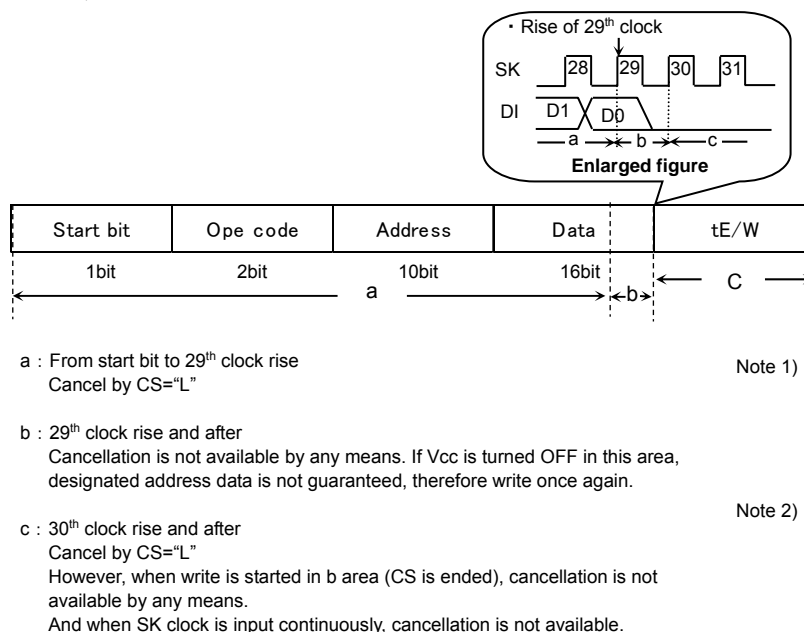 ・Rise of 29th clock
SK 28 29 30 31
DI D1 D0
a b c
Enlarged figure
Start bit Ope code Address Data tE/W
1bit 2bit 10bit 16bit
a b C
a : From start bit to 29th clock rise
Cancel by CS=“L”
Note 1)
b : 29th clock rise and after
Cancellation is not available by any means. If Vcc is turned OFF in this area,
designated address data is not guaranteed, therefore write once again.
Note 2)
c : 30th clock rise and after
Cancel by CS=“L”
However, when write is started in b area (CS is ended), cancellation is not
available by any means.
And when SK clock is input continuously, cancellation is not available.